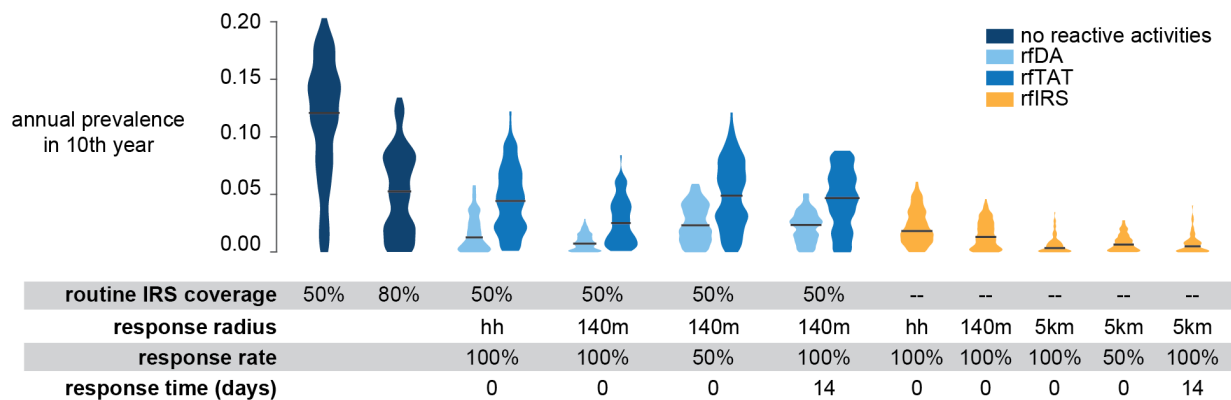 0.20
0.15
0.10
0.05
0.00
annual prevalence
in 10th year
no reactive activities
rfDA
rfTAT
rfIRS
routine IRS coverage 50% 80% 50% 50% 50% 50% -- -- -- -- --
response radius hh 140m 140m 140m hh 140m 5km 5km 5km
response rate 100% 100% 50% 100% 100% 100% 100% 50% 100%
response time (days) 0 0 0 14 0 0 0 0 14